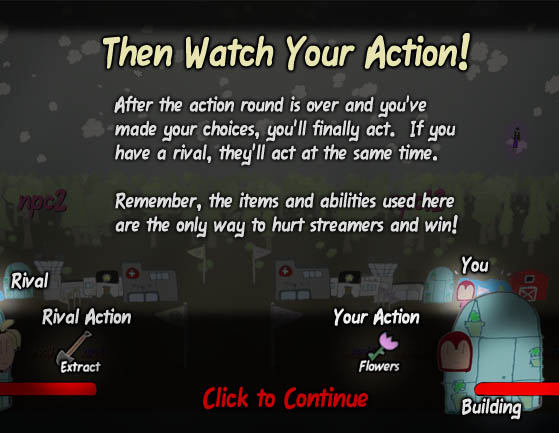 Then Watch Your Action!
After the action round is over and you've
made your choices, you'll finally act. If you
have a rival, they'll act at the same time.
Remember, the items and abilities used here
are the only way to hurt streamers and win!
npc2
You
Rival
Rival Action
Your Action
Extract
Flowers
Click to Continue
Building